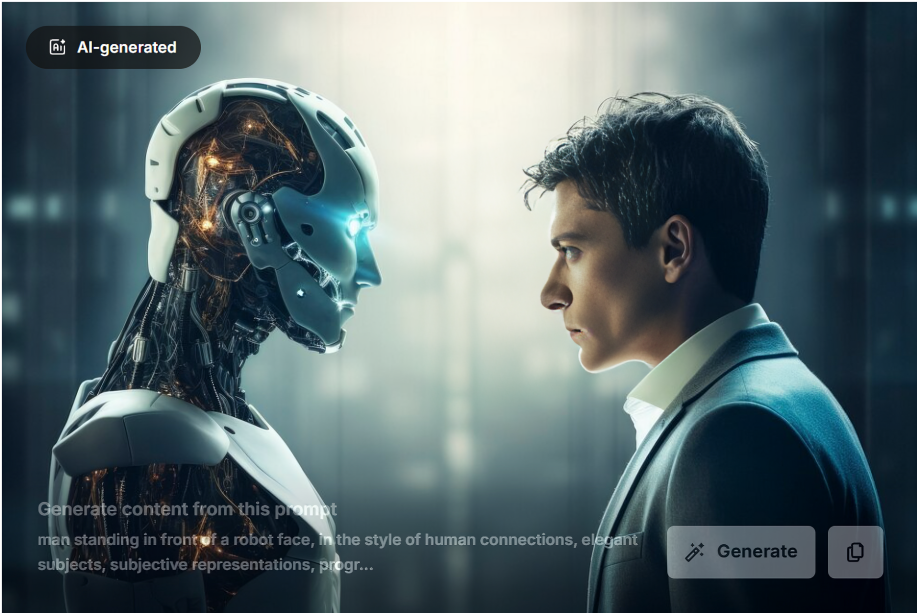 AI-generated
Generate content from this prompt
man standing in front of a robot face, in the style of human connections, elegant
subjects, subjective representations, progr...
Generate